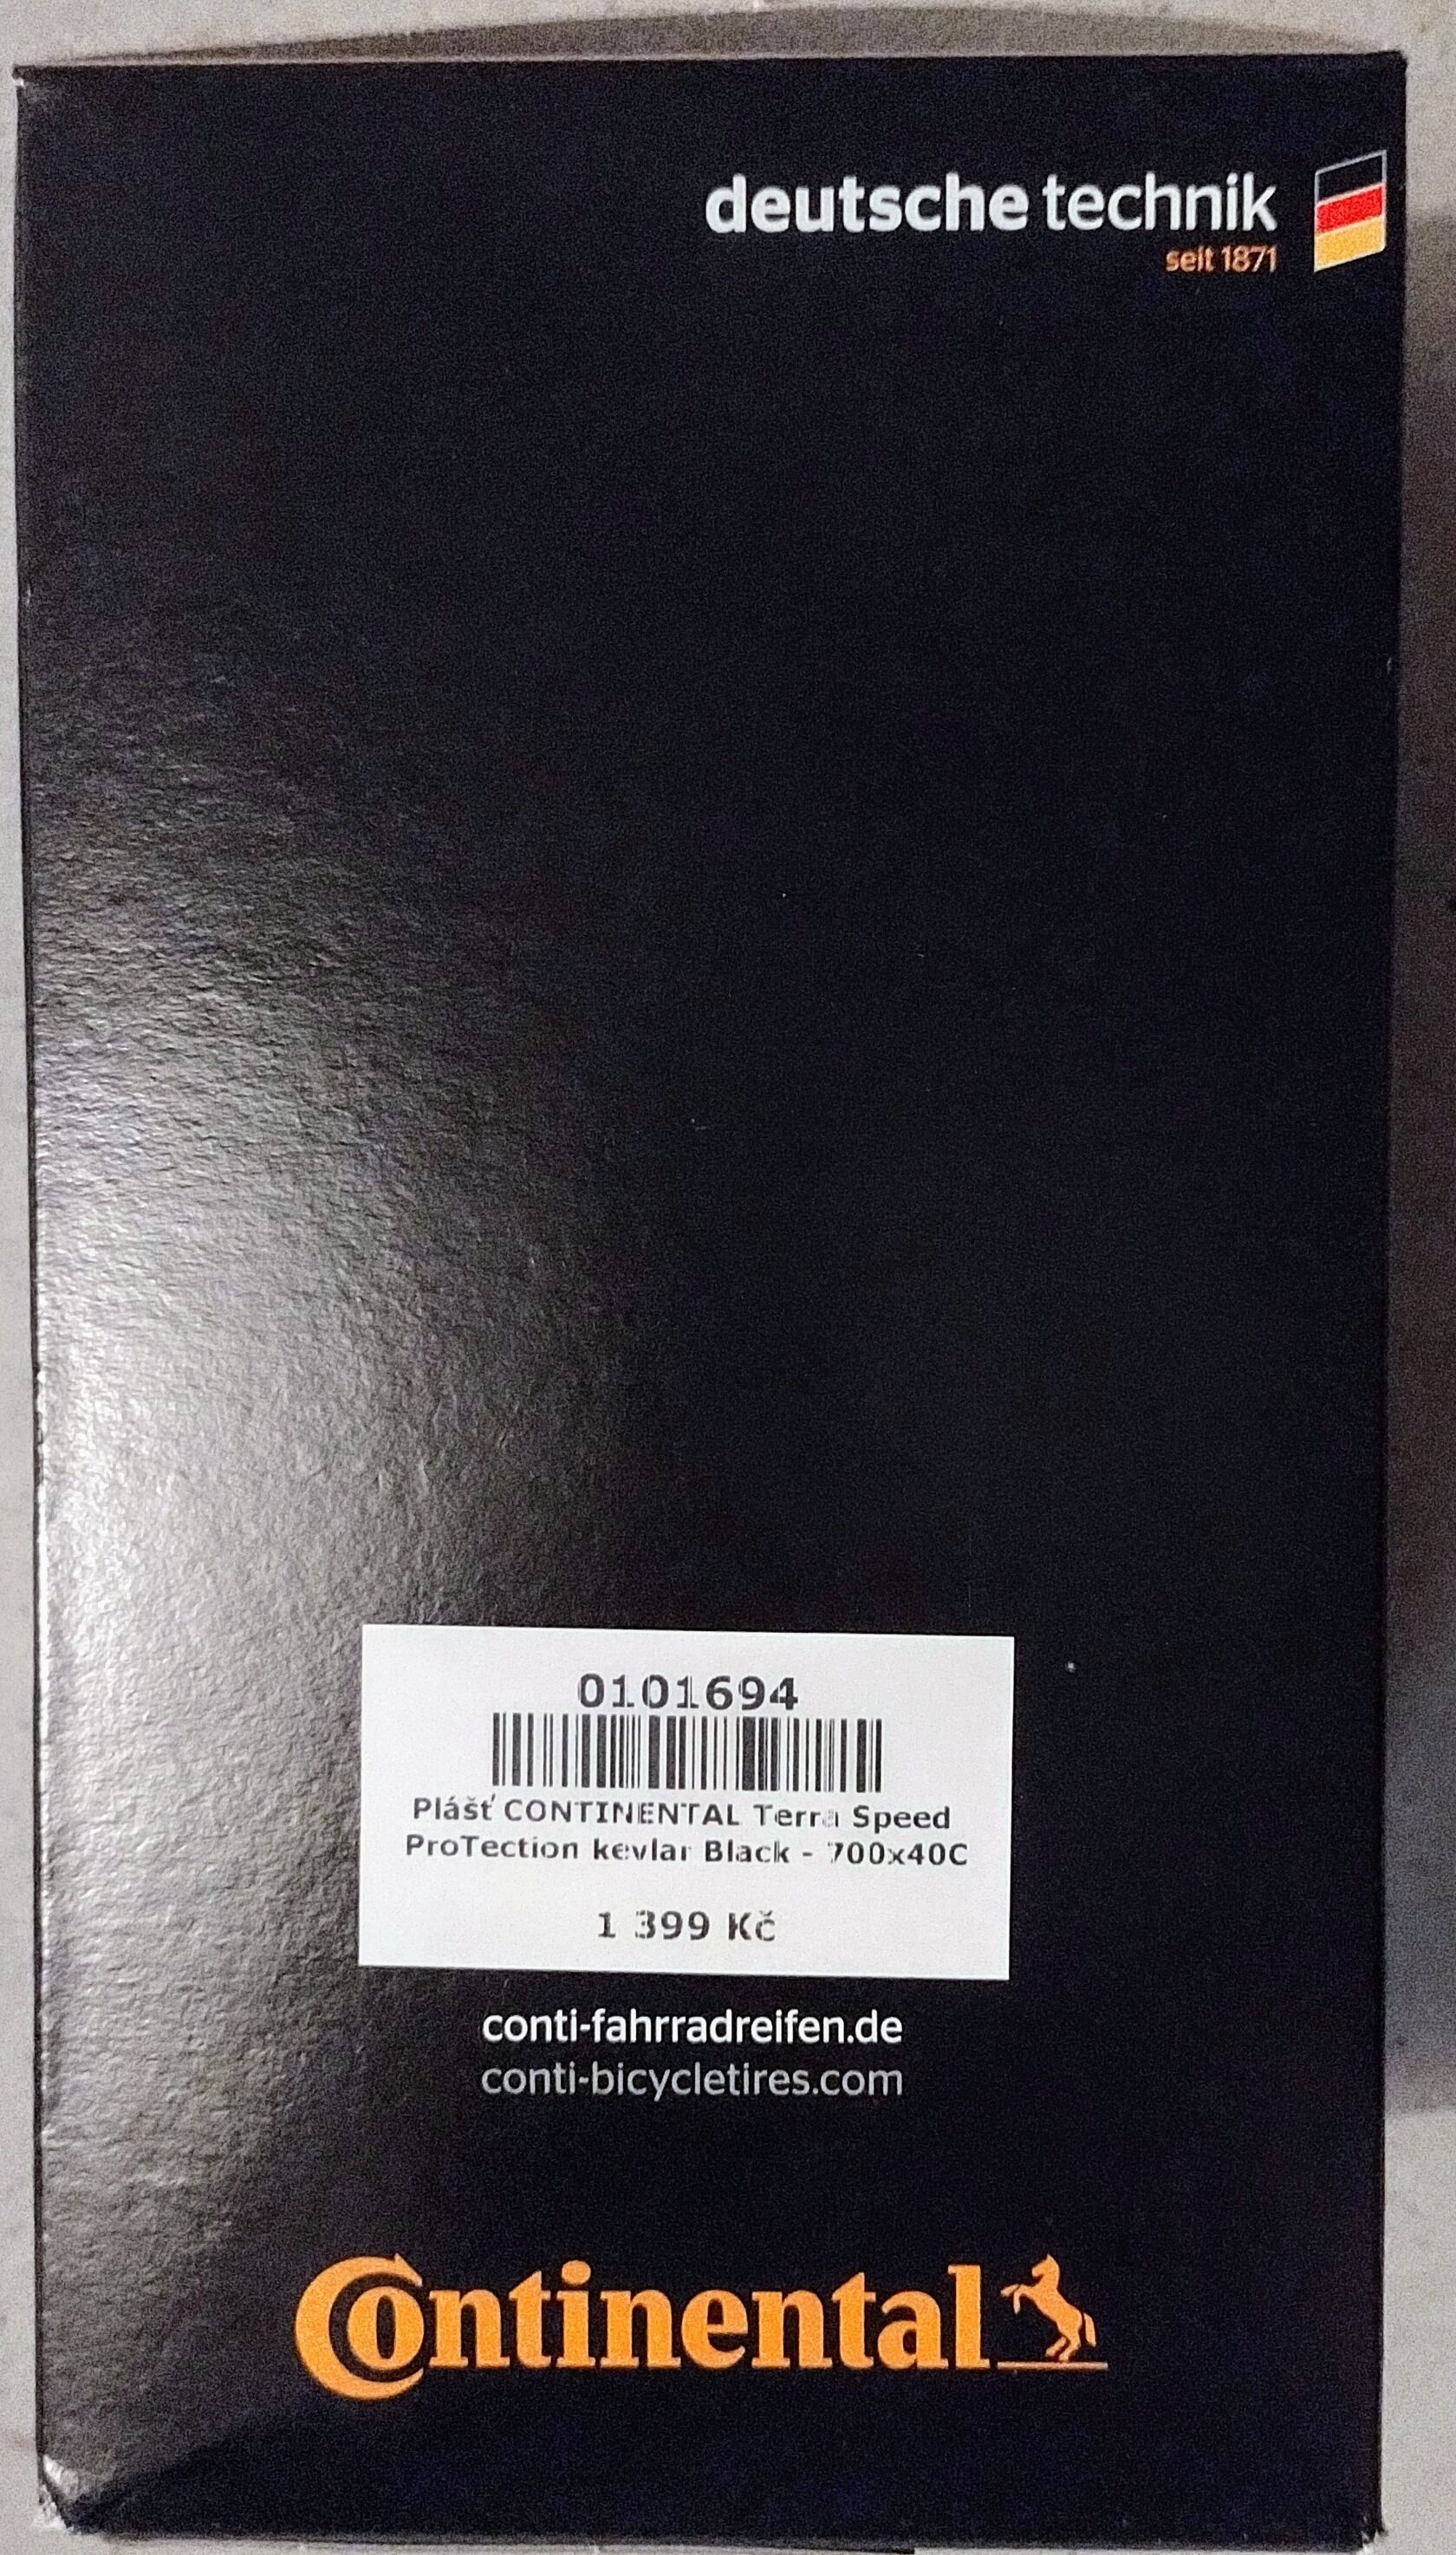 deutsche technik
seit 1871
0101694
Plášť CONTINENTAL Terra Speed
ProTection kevlar Black - 700x40C
1 399 Kč
conti-fahrradreifen.de
conti-bicycletires.com
Continental